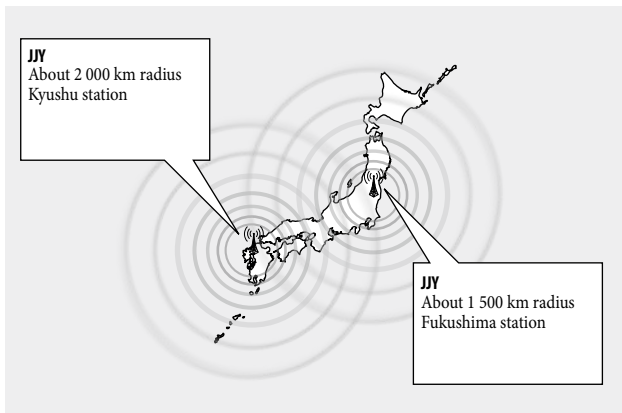 JJY
About 2 000 km radius
Kyushu station
JJY
About 1 500 km radius
Fukushima station